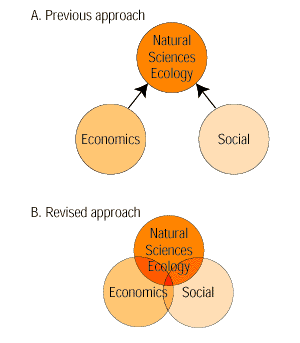 A. Previous approach
Natural
Sciences
Ecology
Economics
Social
B. Revised approach
Natural
Sciences
Ecology
Economics
Social